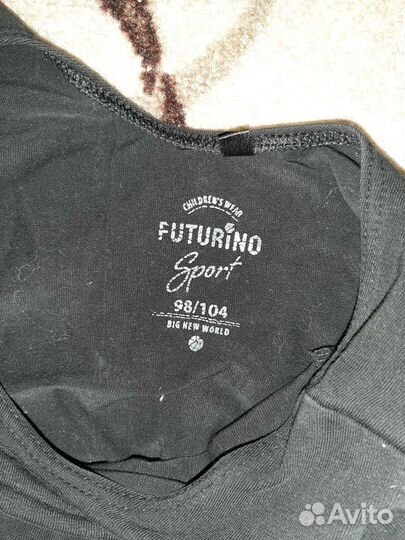 CHILDREN'S WEAR
FUTURINO
Sport
98/104
BIG NEW WORLD
Avito